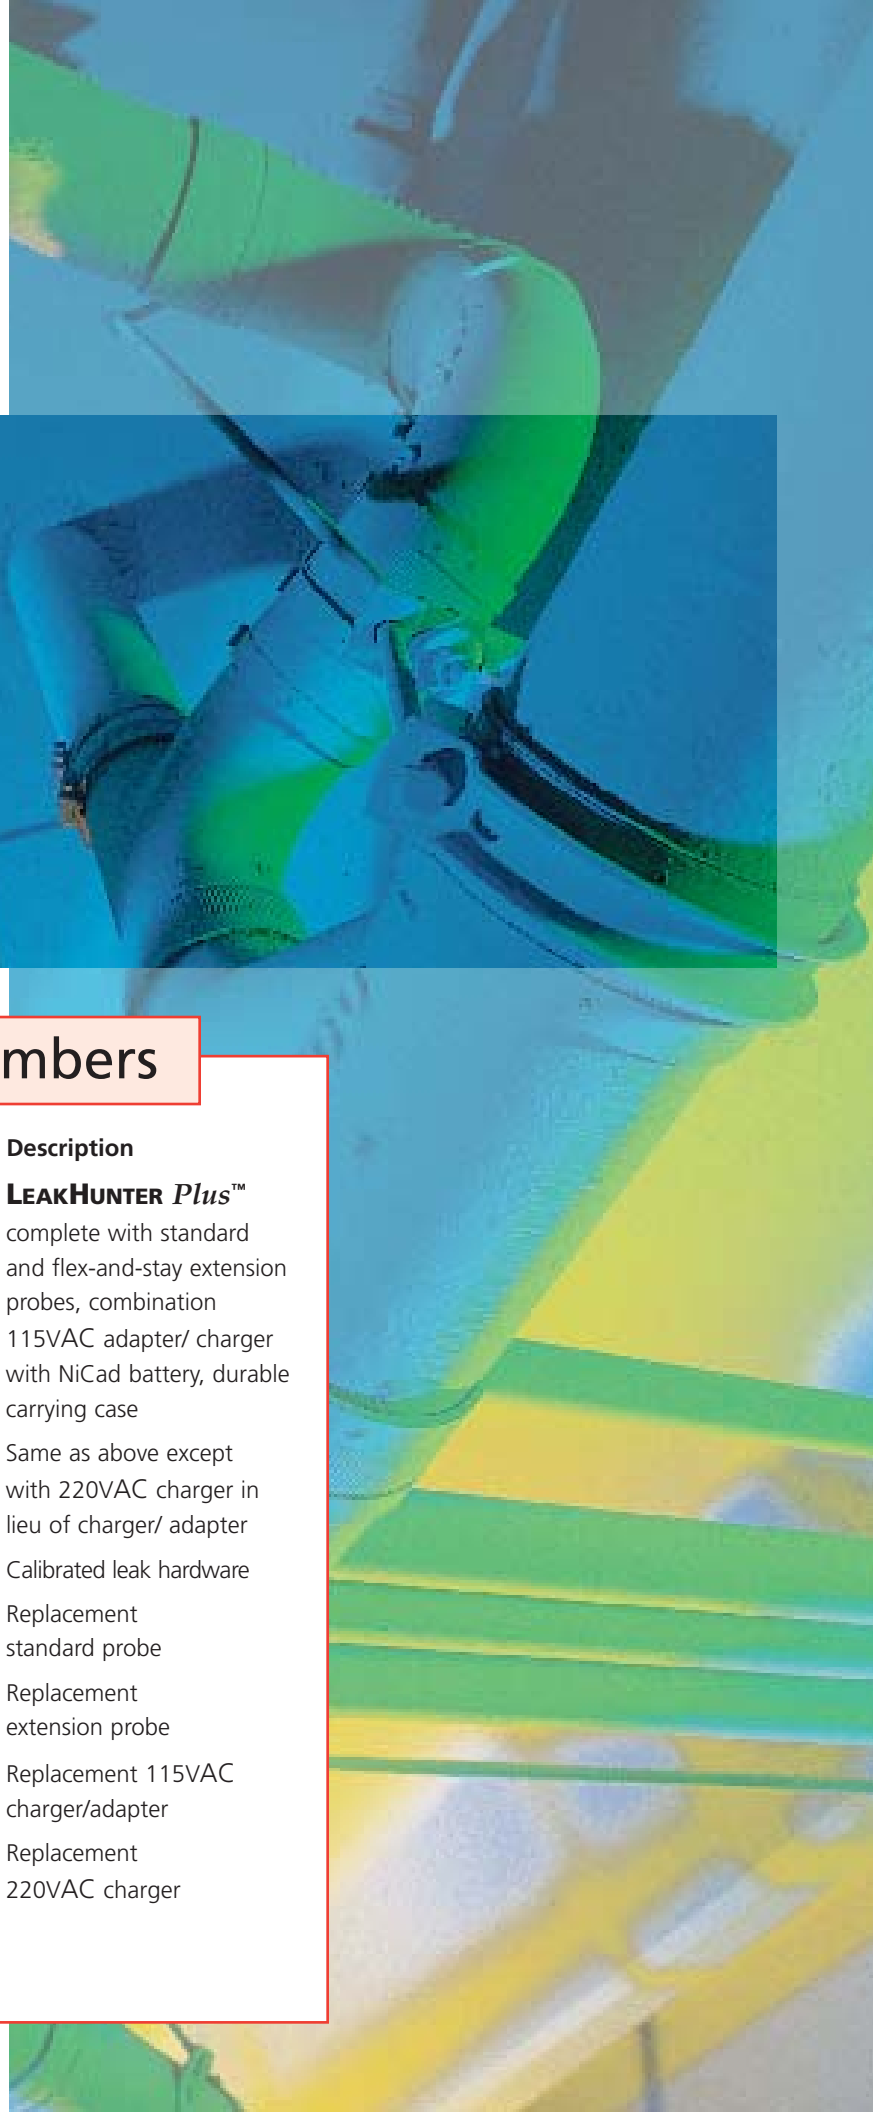 mbers
Description
LEAKHUNTER Plus™
complete with standard
and flex-and-stay extension
probes, combination
115VAC adapter/ charger
with NiCad battery, durable
carrying case
Same as above except
with 220VAC charger in
lieu of charger/ adapter
Calibrated leak hardware
Replacement
standard probe
Replacement
extension probe
Replacement 115VAC
charger/adapter
Replacement
220VAC charger